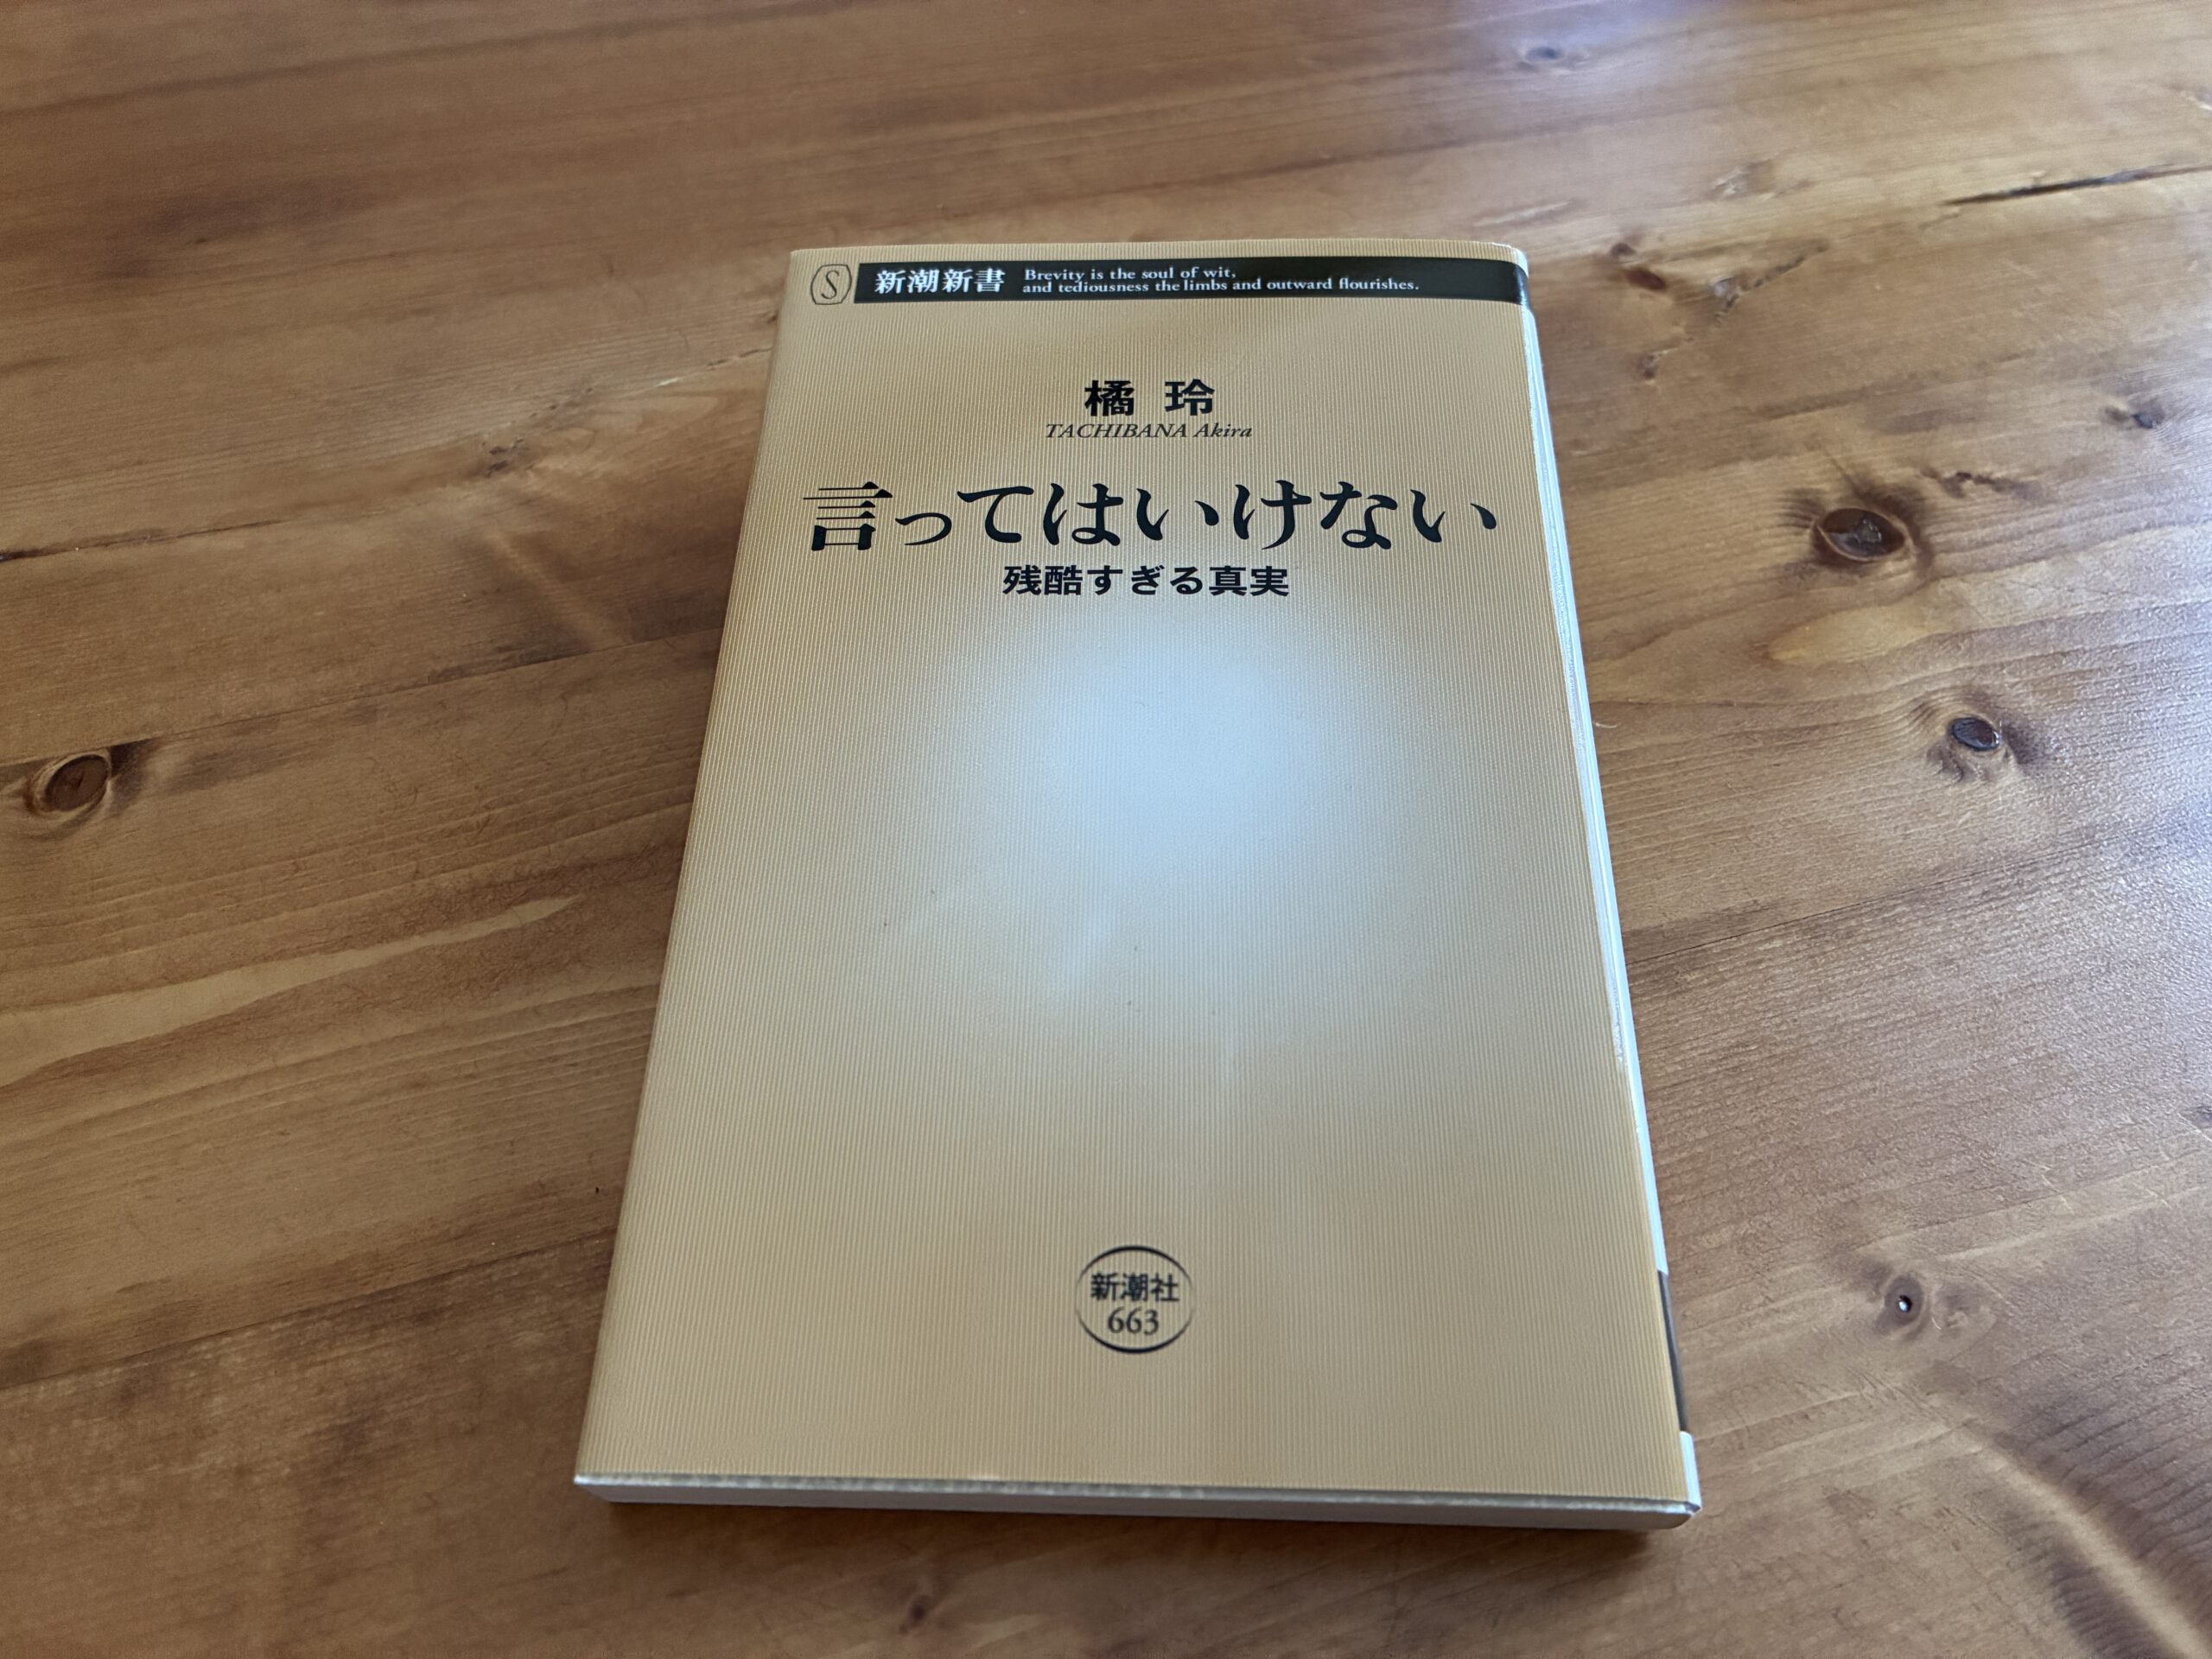 S
新潮新書
Brevity is the soul of wit,
and tediousness the limbs and outward flourishes.
橘 玲
TACHIBANA Akira
言ってはいけない
残酷すぎる真実
新潮社
663